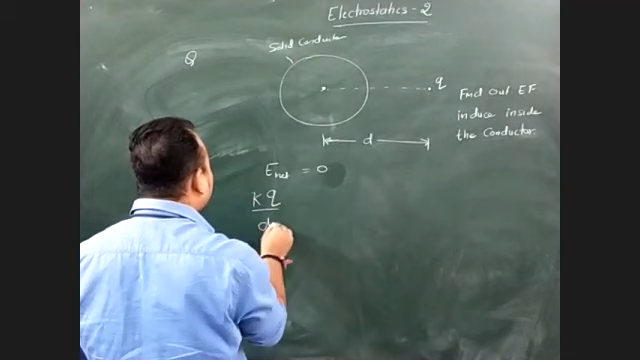 Electrostatics - 2
Q
Solid Conductor
q
Find Out EF
induce inside
the Conductor.
d
Enet = 0
Kq
d